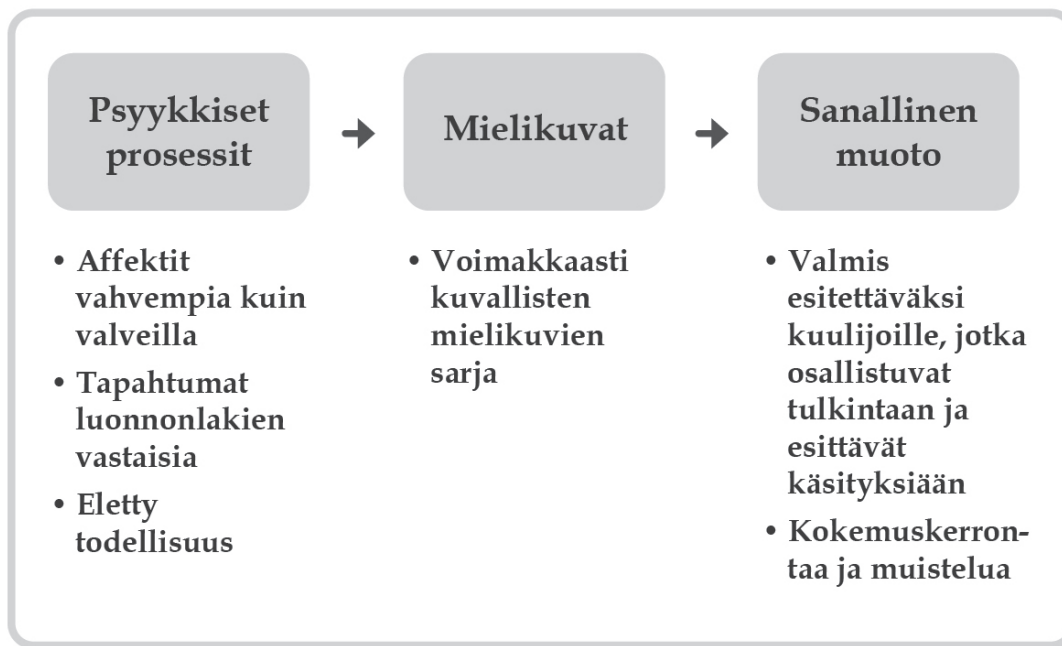 Psyykkiset
prosessit
Mielikuvat
Sanallinen
muoto
• Affektit
vahvempia kuin
valveilla
• Tapahtumat
luonnonlakien
vastaisia
• Eletty
todellisuus
• Voimakkaasti
kuvallisten
mielikuvien
sarja
• Valmis
esitettäväksi
kuulijoille, jotka
osallistuvat
tulkintaan ja
esittävät
käsityksiään
• Kokemuskerron-
taa ja muistelua